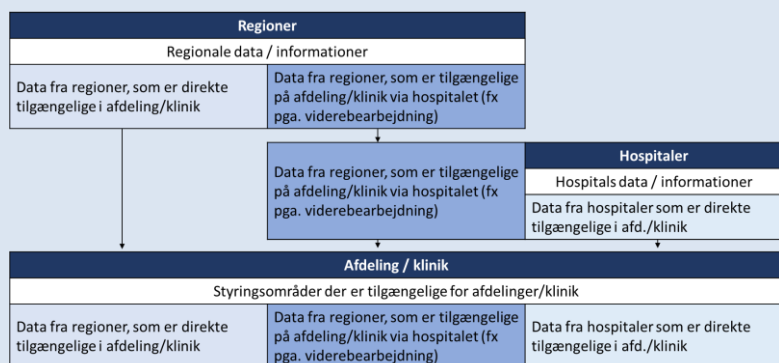 Regioner
Regionale data / informationer
Data fra regioner, som er direkte
tilgængelige i afdeling/klinik
Data fra regioner, som er tilgængelige
på afdeling/klinik via hospitalet (fx
pga. viderebearbejdning)
Data fra regioner, som er tilgængelige
på afdeling/klinik via hospitalet (fx
pga. viderebearbejdning)
Hospitaler
Hospitals data / informationer
Data fra hospitaler som er direkte
tilgængelige i afd./klinik
Afdeling / klinik
Styringsområder der er tilgængelige for afdelinger/klinik
Data fra regioner, som er direkte
tilgængelige i afdeling/klinik
Data fra regioner, som er tilgængelige
på afdeling/klinik via hospitalet (fx
pga. viderebearbejdning)
Data fra hospitaler som er direkte
tilgængelige i afd./klinik